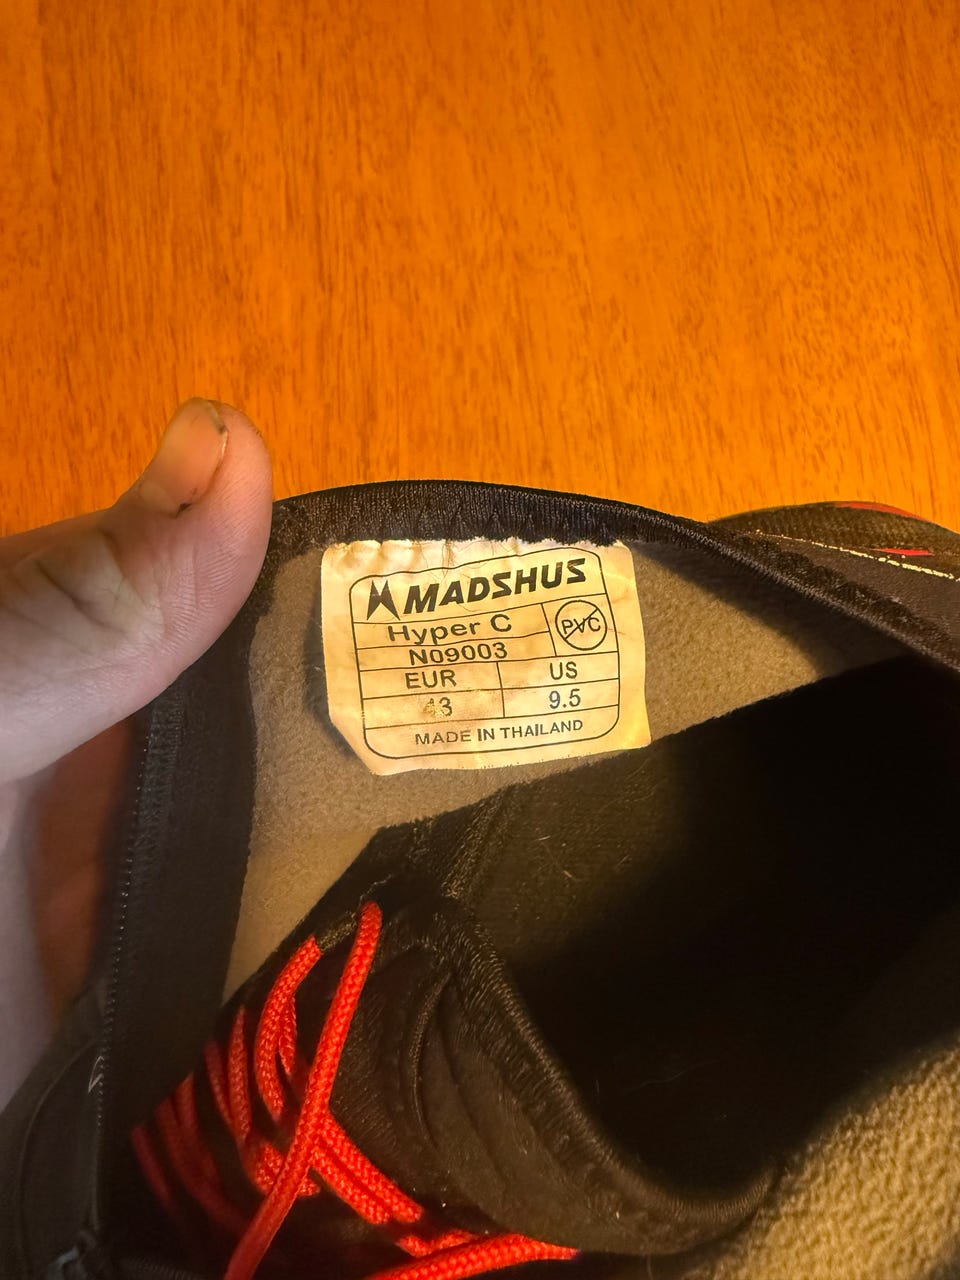 MADSHUS
Hyper C
PVC
N09003
EUR US
43 9.5
MADE IN THAILAND